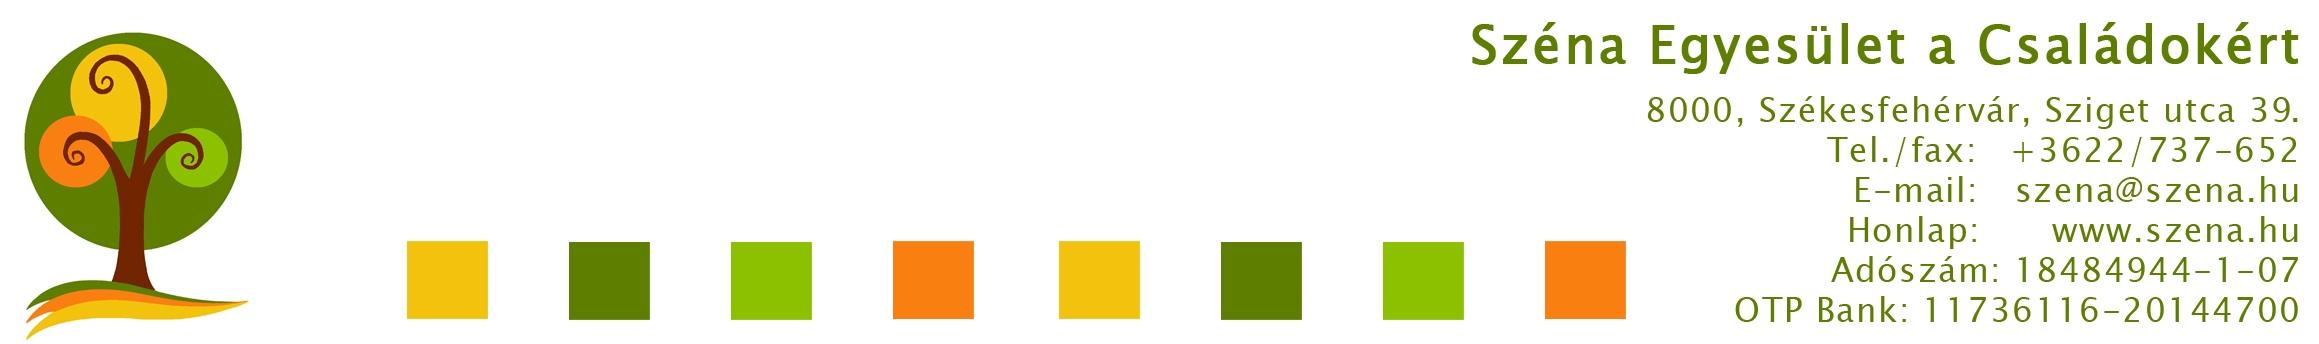 Széna Egyesület a Családokért
8000, Székesfehérvár, Sziget utca 39.
Tel./fax: +3622/737-652
E-mail: szena@szena.hu
Honlap: www.szena.hu
Adószám: 18484944-1-07
OTP Bank: 11736116-20144700